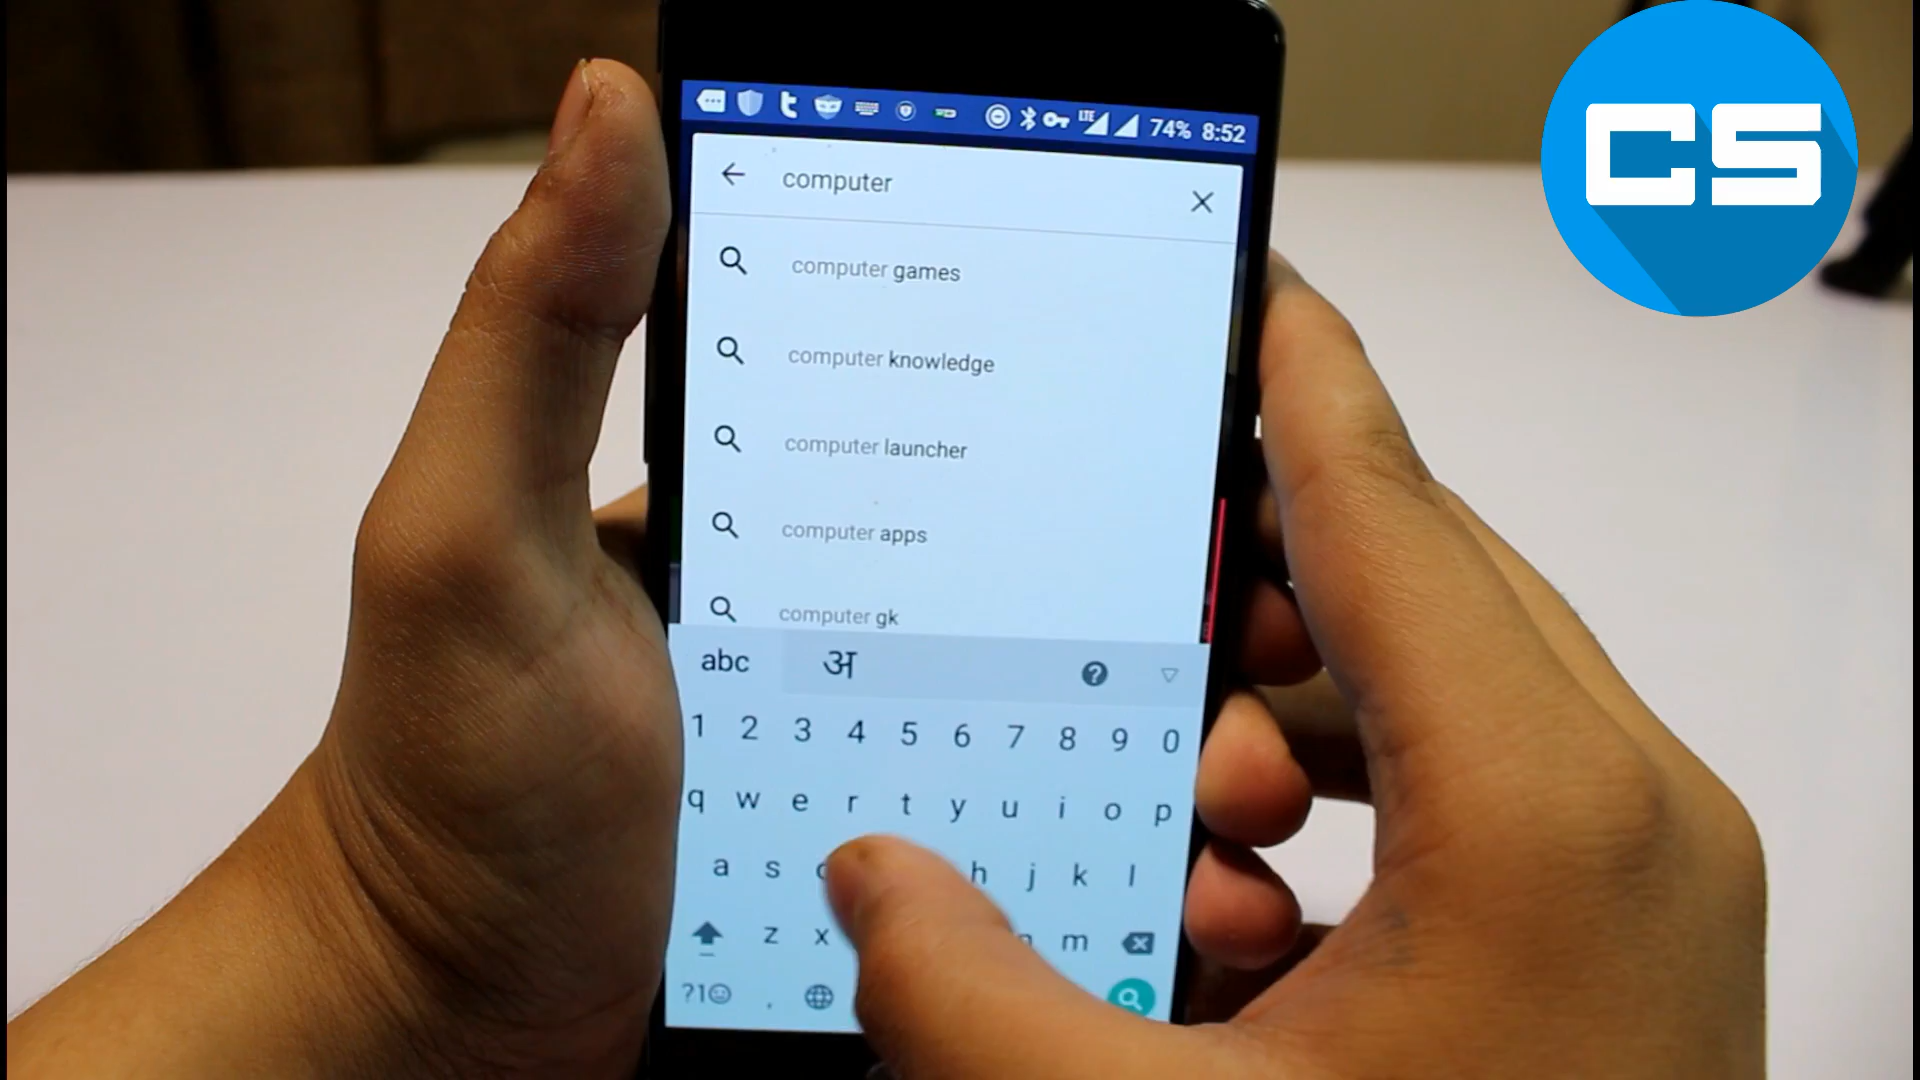 LTE 74% 8:52
CS
computer
computer games
computer knowledge
computer launcher
computer apps
computer gk
abc अ ?
1 2 3 4 5 6 7 8 9 0
q w e r t y u i o p
a s h j k l
z x m
?1☺ ,